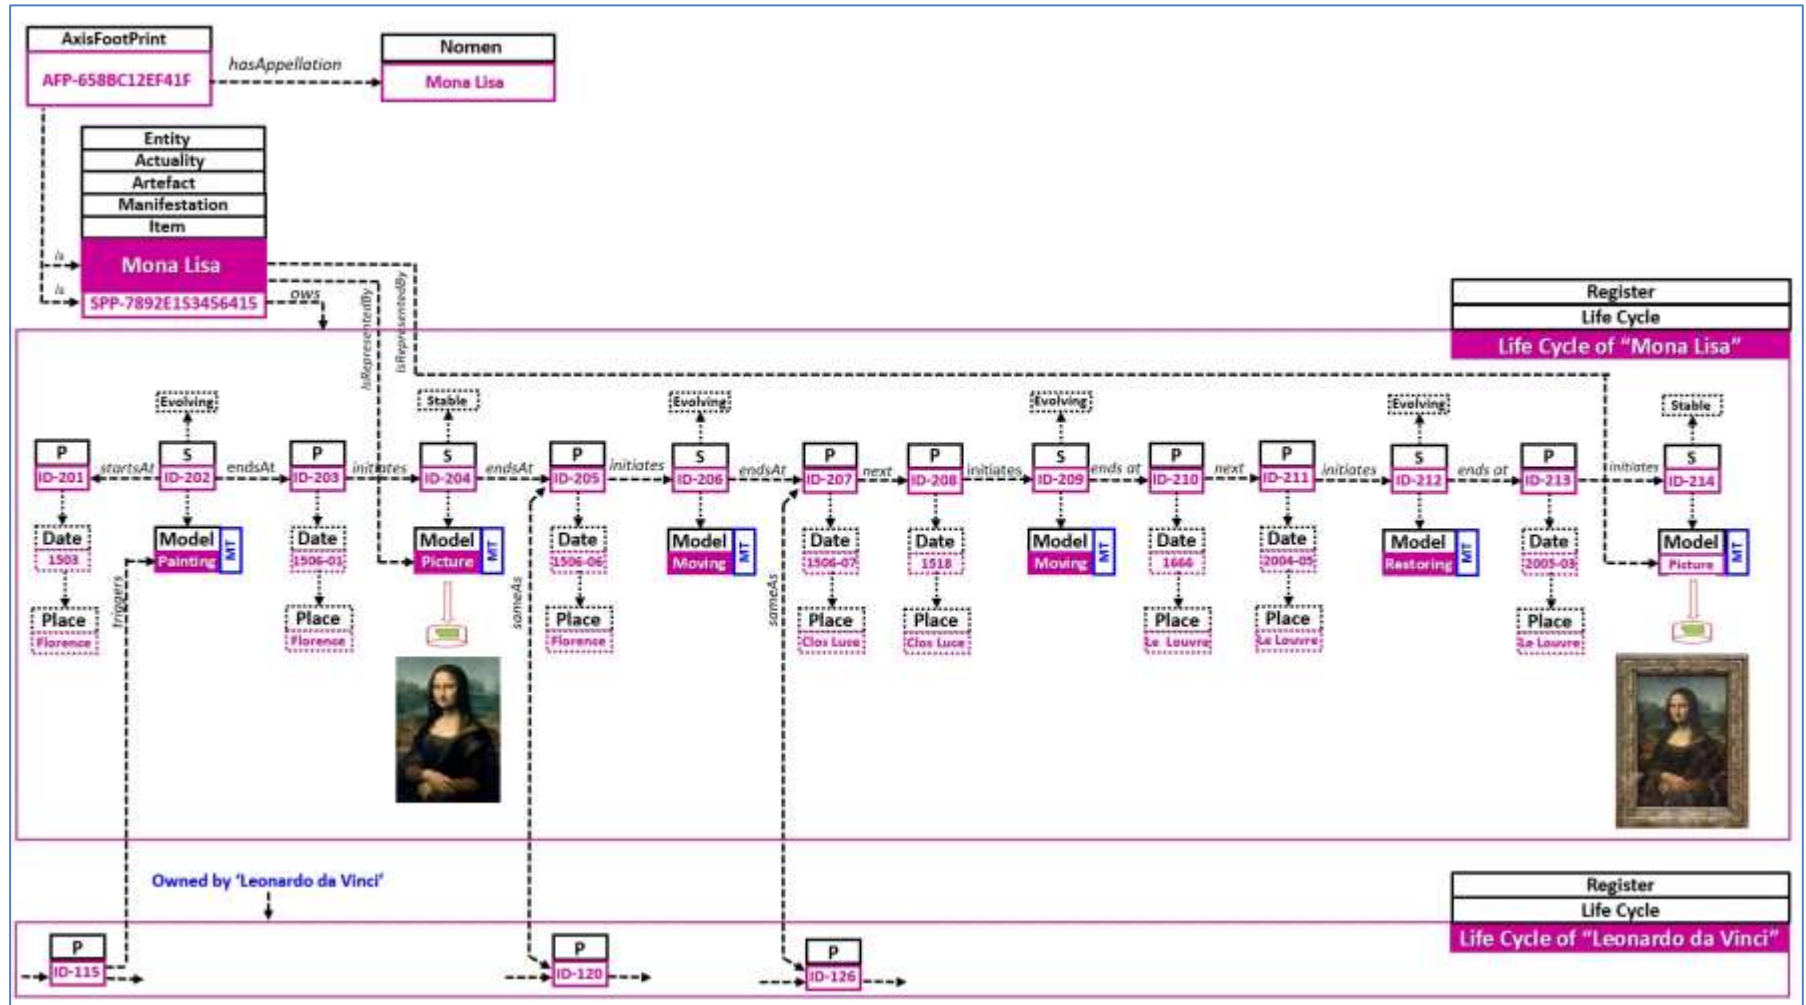 AxisFootPrint
AFP-658BC12EF41F
hasAppellation
Nomen
Mona Lisa
Entity
Actuality
Artefact
Manifestation
Item
is
Mona Lisa
is
SPP-7892E153456415
ows
isRepresentedBy
isRepresentedBy
Register
Life Cycle
Life Cycle of "Mona Lisa"
Evolving
Stable
Evolving
Evolving
Evolving
Stable
P
ID-201
startsAt
S
ID-202
endsAt
P
ID-203
initiates
S
ID-204
endsAt
P
ID-205
initiates
S
ID-206
endsAt
P
ID-207
next
P
ID-208
initiates
S
ID-209
ends at
P
ID-210
next
P
ID-211
initiates
S
ID-212
ends at
P
ID-213
initiates
S
ID-214
Date
1503
Model
Painting
MT
Date
1506-01
Model
Picture
MT
Date
1506-06
Model
Moving
MT
Date
1506-07
Date
1518
Model
Moving
MT
Date
1666
Date
2004-05
Model
Restoring
MT
Date
2005-03
Model
Picture
MT
triggers
sameAs
sameAs
Place
Florence
Place
Florence
Place
Florence
Place
Clos Luce
Place
Clos Luce
Place
Le Louvre
Place
Le Louvre
Place
Le Louvre
Owned by 'Leonardo da Vinci'
Register
Life Cycle
Life Cycle of "Leonardo da Vinci"
P
ID-115
P
ID-120
P
ID-126